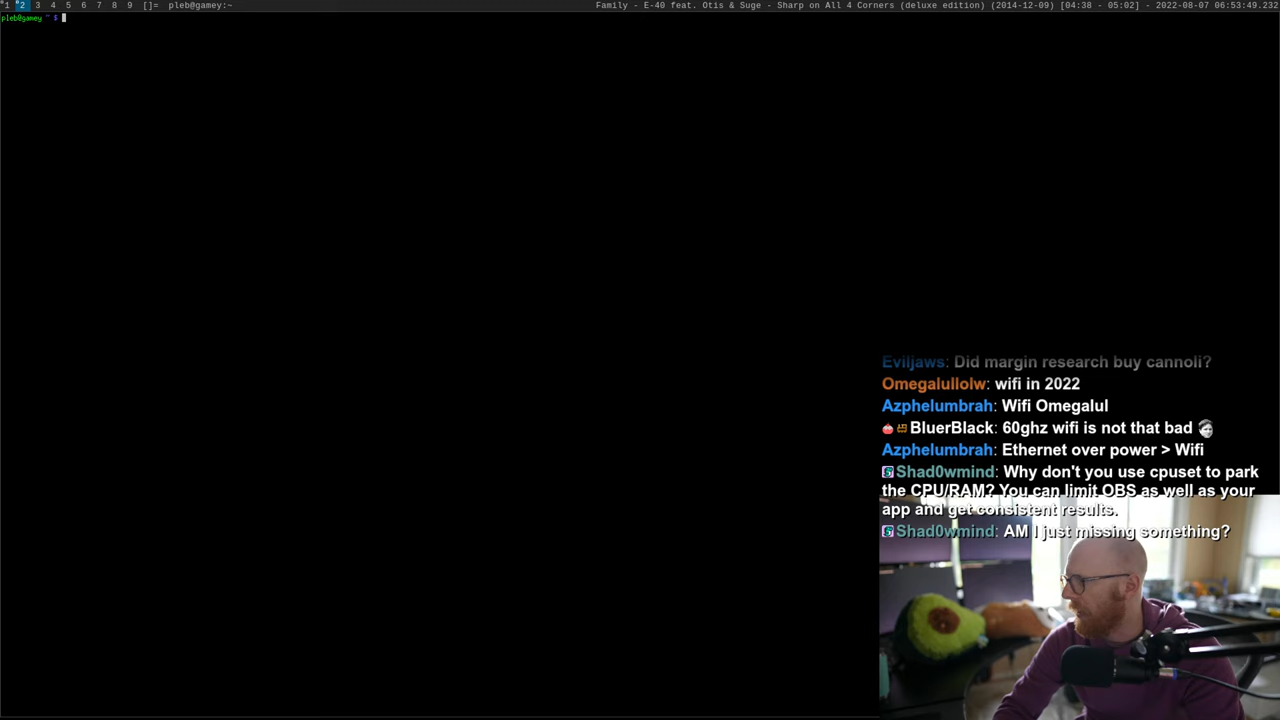 1 2 3 4 5 6 7 8 9 []= pleb@gamey:~ Family - E-40 feat. Otis & Suge - Sharp on All 4 Corners (deluxe edition) (2014-12-09) [04:38 - 05:02] - 2022-08-07 06:53:49.232
pleb@gamey ~ $
Eviljaws: Did margin research buy cannoli?
Omegalullolw: wifi in 2022
Azphelumbrah: Wifi Omegalul
BluerBlack: 60ghz wifi is not that bad
Azphelumbrah: Ethernet over power > Wifi
Shad0wmind: Why don't you use cpuset to park
the CPU/RAM? You can limit OBS as well as your
app and get consistent results.
Shad0wmind: AM I just missing something?